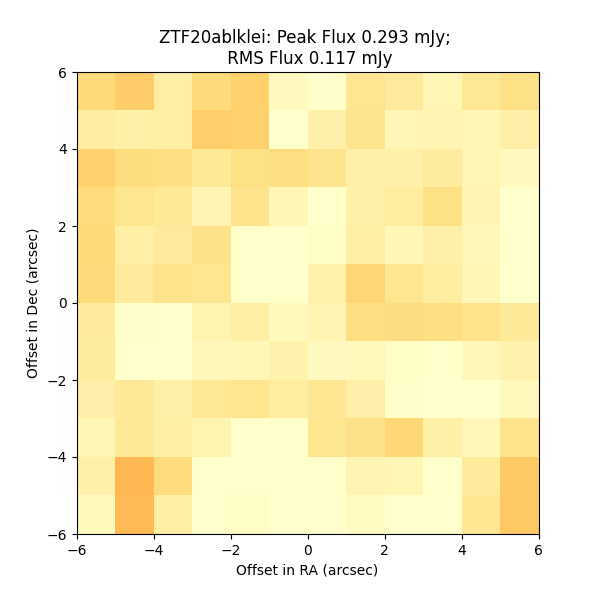 ZTF20ablklei: Peak Flux 0.293 mJy;
RMS Flux 0.117 mJy
6
4
2
0
−2
−4
−6
Offset in Dec (arcsec)
−6 −4 −2 0 2 4 6
Offset in RA (arcsec)